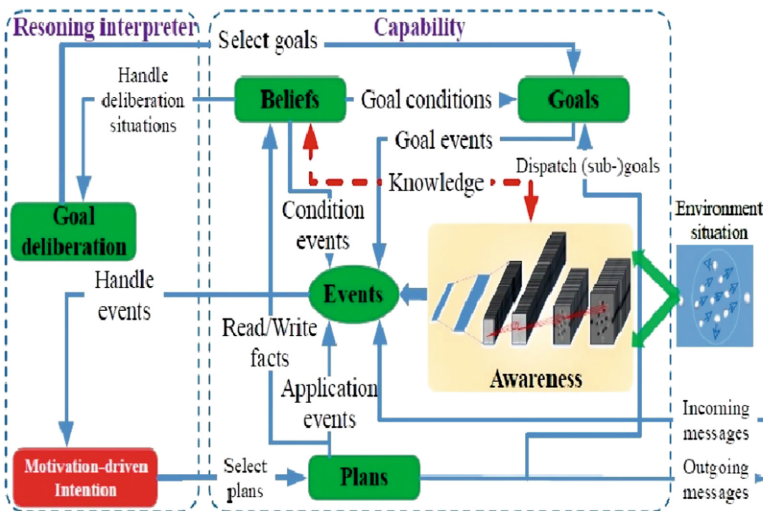 Resoning interpreter
Capability
Select goals
Handle
deliberation
situations
Beliefs
Goal conditions
Goals
Goal events
Dispatch (sub-)goals
Knowledge
Goal
deliberation
Condition
events
Environment
situation
Handle
events
Events
Read/Write
facts
Awareness
Application
events
Incoming
messages
Motivation-driven
Intention
Select
plans
Plans
Outgoing
messages